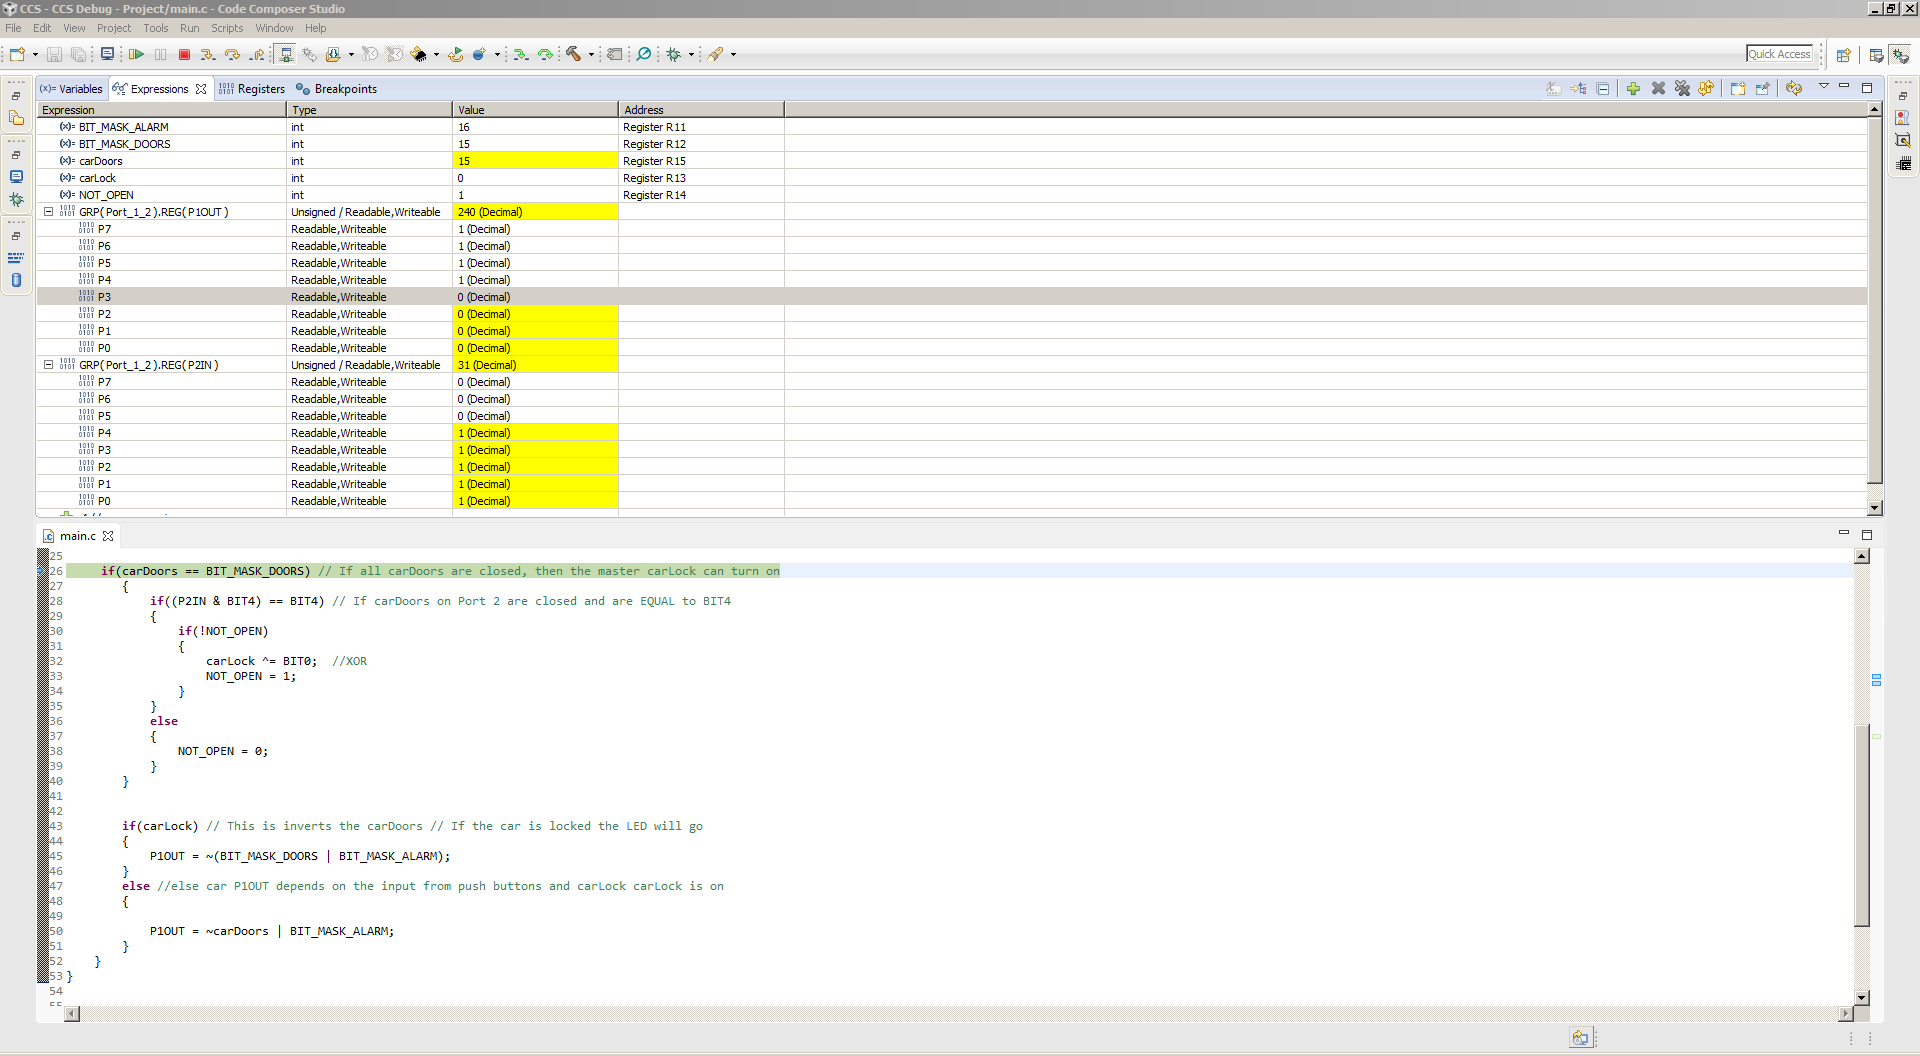 CCS - CCS Debug - Project/main.c - Code Composer Studio
File Edit View Project Tools Run Scripts Window Help
Quick Access
(x)= Variables Expressions Registers Breakpoints
Expression Type Value Address
(x)= BIT_MASK_ALARM int 16 Register R11
(x)= BIT_MASK_DOORS int 15 Register R12
(x)= carDoors int 15 Register R15
(x)= carLock int 0 Register R13
(x)= NOT_OPEN int 1 Register R14
GRP(Port_1_2).REG(P1OUT) Unsigned / Readable,Writeable 240 (Decimal)
P7 Readable,Writeable 1 (Decimal)
P6 Readable,Writeable 1 (Decimal)
P5 Readable,Writeable 1 (Decimal)
P4 Readable,Writeable 1 (Decimal)
P3 Readable,Writeable 0 (Decimal)
P2 Readable,Writeable 0 (Decimal)
P1 Readable,Writeable 0 (Decimal)
P0 Readable,Writeable 0 (Decimal)
GRP(Port_1_2).REG(P2IN) Unsigned / Readable,Writeable 31 (Decimal)
P7 Readable,Writeable 0 (Decimal)
P6 Readable,Writeable 0 (Decimal)
P5 Readable,Writeable 0 (Decimal)
P4 Readable,Writeable 1 (Decimal)
P3 Readable,Writeable 1 (Decimal)
P2 Readable,Writeable 1 (Decimal)
P1 Readable,Writeable 1 (Decimal)
P0 Readable,Writeable 1 (Decimal)
main.c
25
26 if(carDoors == BIT_MASK_DOORS) // If all carDoors are closed, then the master carLock can turn on
27 {
28 if((P2IN & BIT4) == BIT4) // If carDoors on Port 2 are closed and are EQUAL to BIT4
29 {
30 if(!NOT_OPEN)
31 {
32 carLock ^= BIT0; //XOR
33 NOT_OPEN = 1;
34 }
35 }
36 else
37 {
38 NOT_OPEN = 0;
39 }
40 }
41
42
43 if(carLock) // This is inverts the carDoors // If the car is locked the LED will go
44 {
45 P1OUT = ~(BIT_MASK_DOORS | BIT_MASK_ALARM);
46 }
47 else //else car P1OUT depends on the input from push buttons and carLock carLock is on
48 {
49
50 P1OUT = ~carDoors | BIT_MASK_ALARM;
51 }
52 }
53 }
54
55